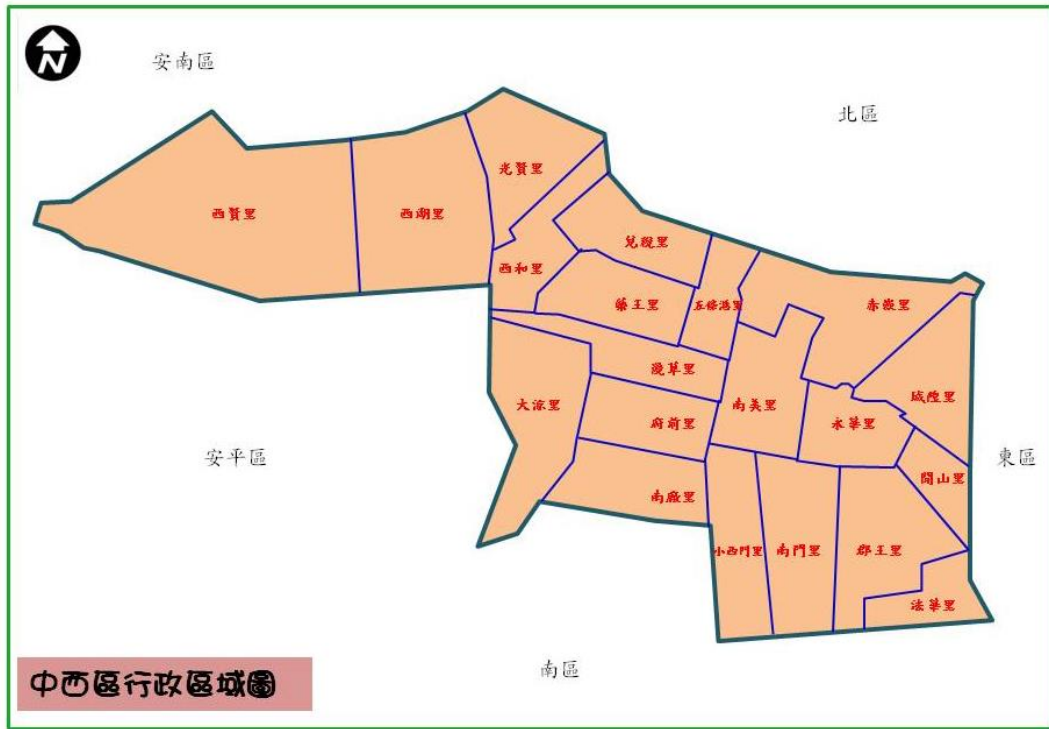 N
安南區
北區
光賢里
西賢里
西湖里
兌悅里
西和里
藥王里
五條港里
赤嵌里
淺草里
大涼里
南美里
城隍里
府前里
永華里
安平區
東區
開山里
南廠里
小西門里
南門里
郡王里
法華里
南區
中西區行政區域圖